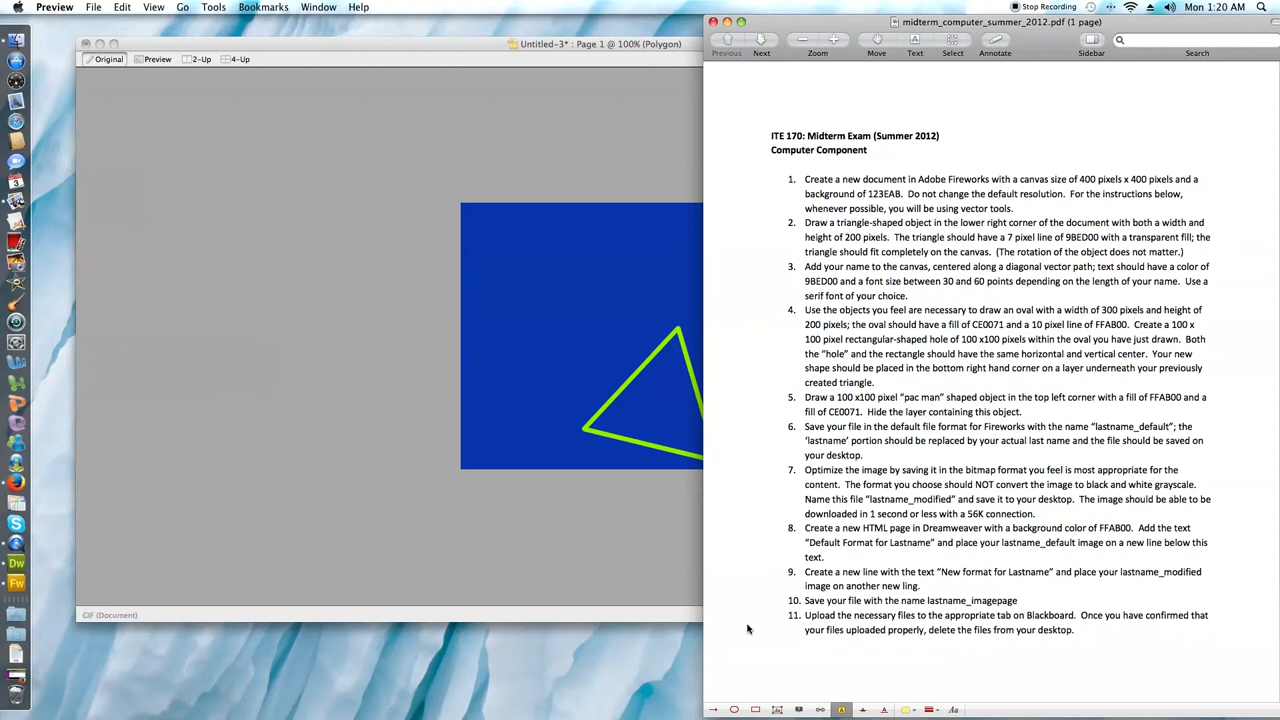 Preview File Edit View Go Tools Bookmarks Window Help
Stop Recording
Mon 1:20 AM
Untitled-3* : Page 1 @ 100% (Polygon)
Original Preview 2-Up 4-Up
GIF (Document)
midterm_computer_summer_2012.pdf (1 page)
Previous Next Zoom Move Text Select Annotate Sidebar Search
ITE 170: Midterm Exam (Summer 2012)
Computer Component
1. Create a new document in Adobe Fireworks with a canvas size of 400 pixels x 400 pixels and a
background of 123EAB. Do not change the default resolution. For the instructions below,
whenever possible, you will be using vector tools.
2. Draw a triangle-shaped object in the lower right corner of the document with both a width and
height of 200 pixels. The triangle should have a 7 pixel line of 9BED00 with a transparent fill; the
triangle should fit completely on the canvas. (The rotation of the object does not matter.)
3. Add your name to the canvas, centered along a diagonal vector path; text should have a color of
9BED00 and a font size between 30 and 60 points depending on the length of your name. Use a
serif font of your choice.
4. Use the objects you feel are necessary to draw an oval with a width of 300 pixels and height of
200 pixels; the oval should have a fill of CE0071 and a 10 pixel line of FFAB00. Create a 100 x
100 pixel rectangular-shaped hole of 100 x100 pixels within the oval you have just drawn. Both
the "hole" and the rectangle should have the same horizontal and vertical center. Your new
shape should be placed in the bottom right hand corner on a layer underneath your previously
created triangle.
5. Draw a 100 x100 pixel "pac man" shaped object in the top left corner with a fill of FFAB00 and a
fill of CE0071. Hide the layer containing this object.
6. Save your file in the default file format for Fireworks with the name "lastname_default"; the
'lastname' portion should be replaced by your actual last name and the file should be saved on
your desktop.
7. Optimize the image by saving it in the bitmap format you feel is most appropriate for the
content. The format you choose should NOT convert the image to black and white grayscale.
Name this file "lastname_modified" and save it to your desktop. The image should be able to be
downloaded in 1 second or less with a 56K connection.
8. Create a new HTML page in Dreamweaver with a background color of FFAB00. Add the text
"Default Format for Lastname" and place your lastname_default image on a new line below this
text.
9. Create a new line with the text "New format for Lastname" and place your lastname_modified
image on another new ling.
10. Save your file with the name lastname_imagepage
11. Upload the necessary files to the appropriate tab on Blackboard. Once you have confirmed that
your files uploaded properly, delete the files from your desktop.